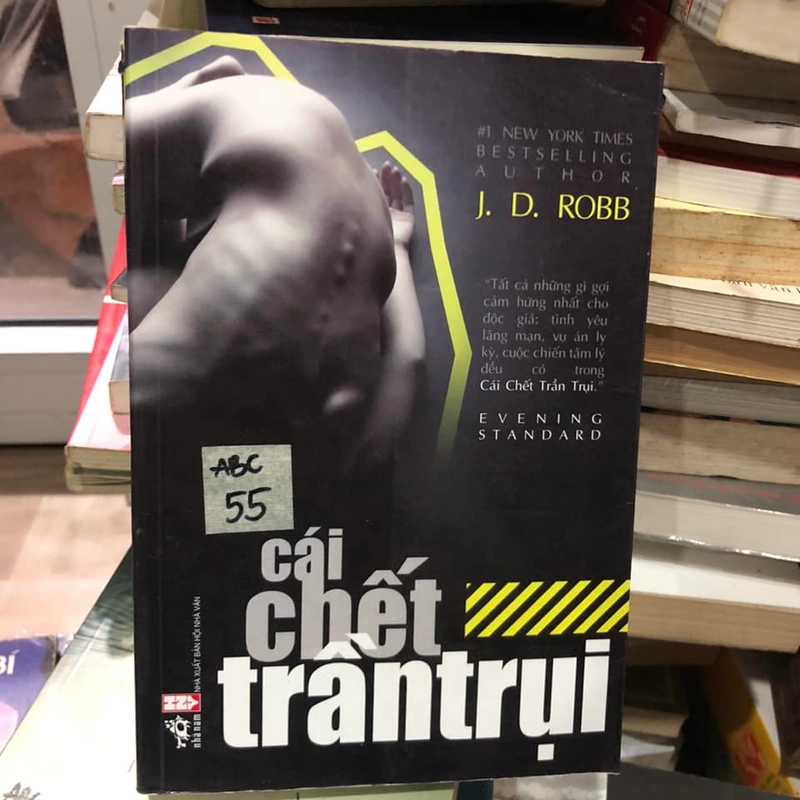 #1 NEW YORK TIMES
BESTSELLING
AUTHOR
J. D. ROBB
"Tất cả những gì gợi
cảm hứng nhất cho
độc giả: tình yêu
lãng mạn, vụ án ly
kỳ, cuộc chiến tâm lý
đều có trong
Cái Chết Trần Trụi."
EVENING
STANDARD
ABC
55
cái
chết
trần trụi
NHÀ XUẤT BẢN HỘI NHÀ VĂN
HNV
nhã nam
BÍ